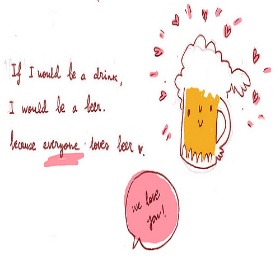 If I would be a drink,
I would be a beer.
because everyone loves beer ♥.
we love
you!